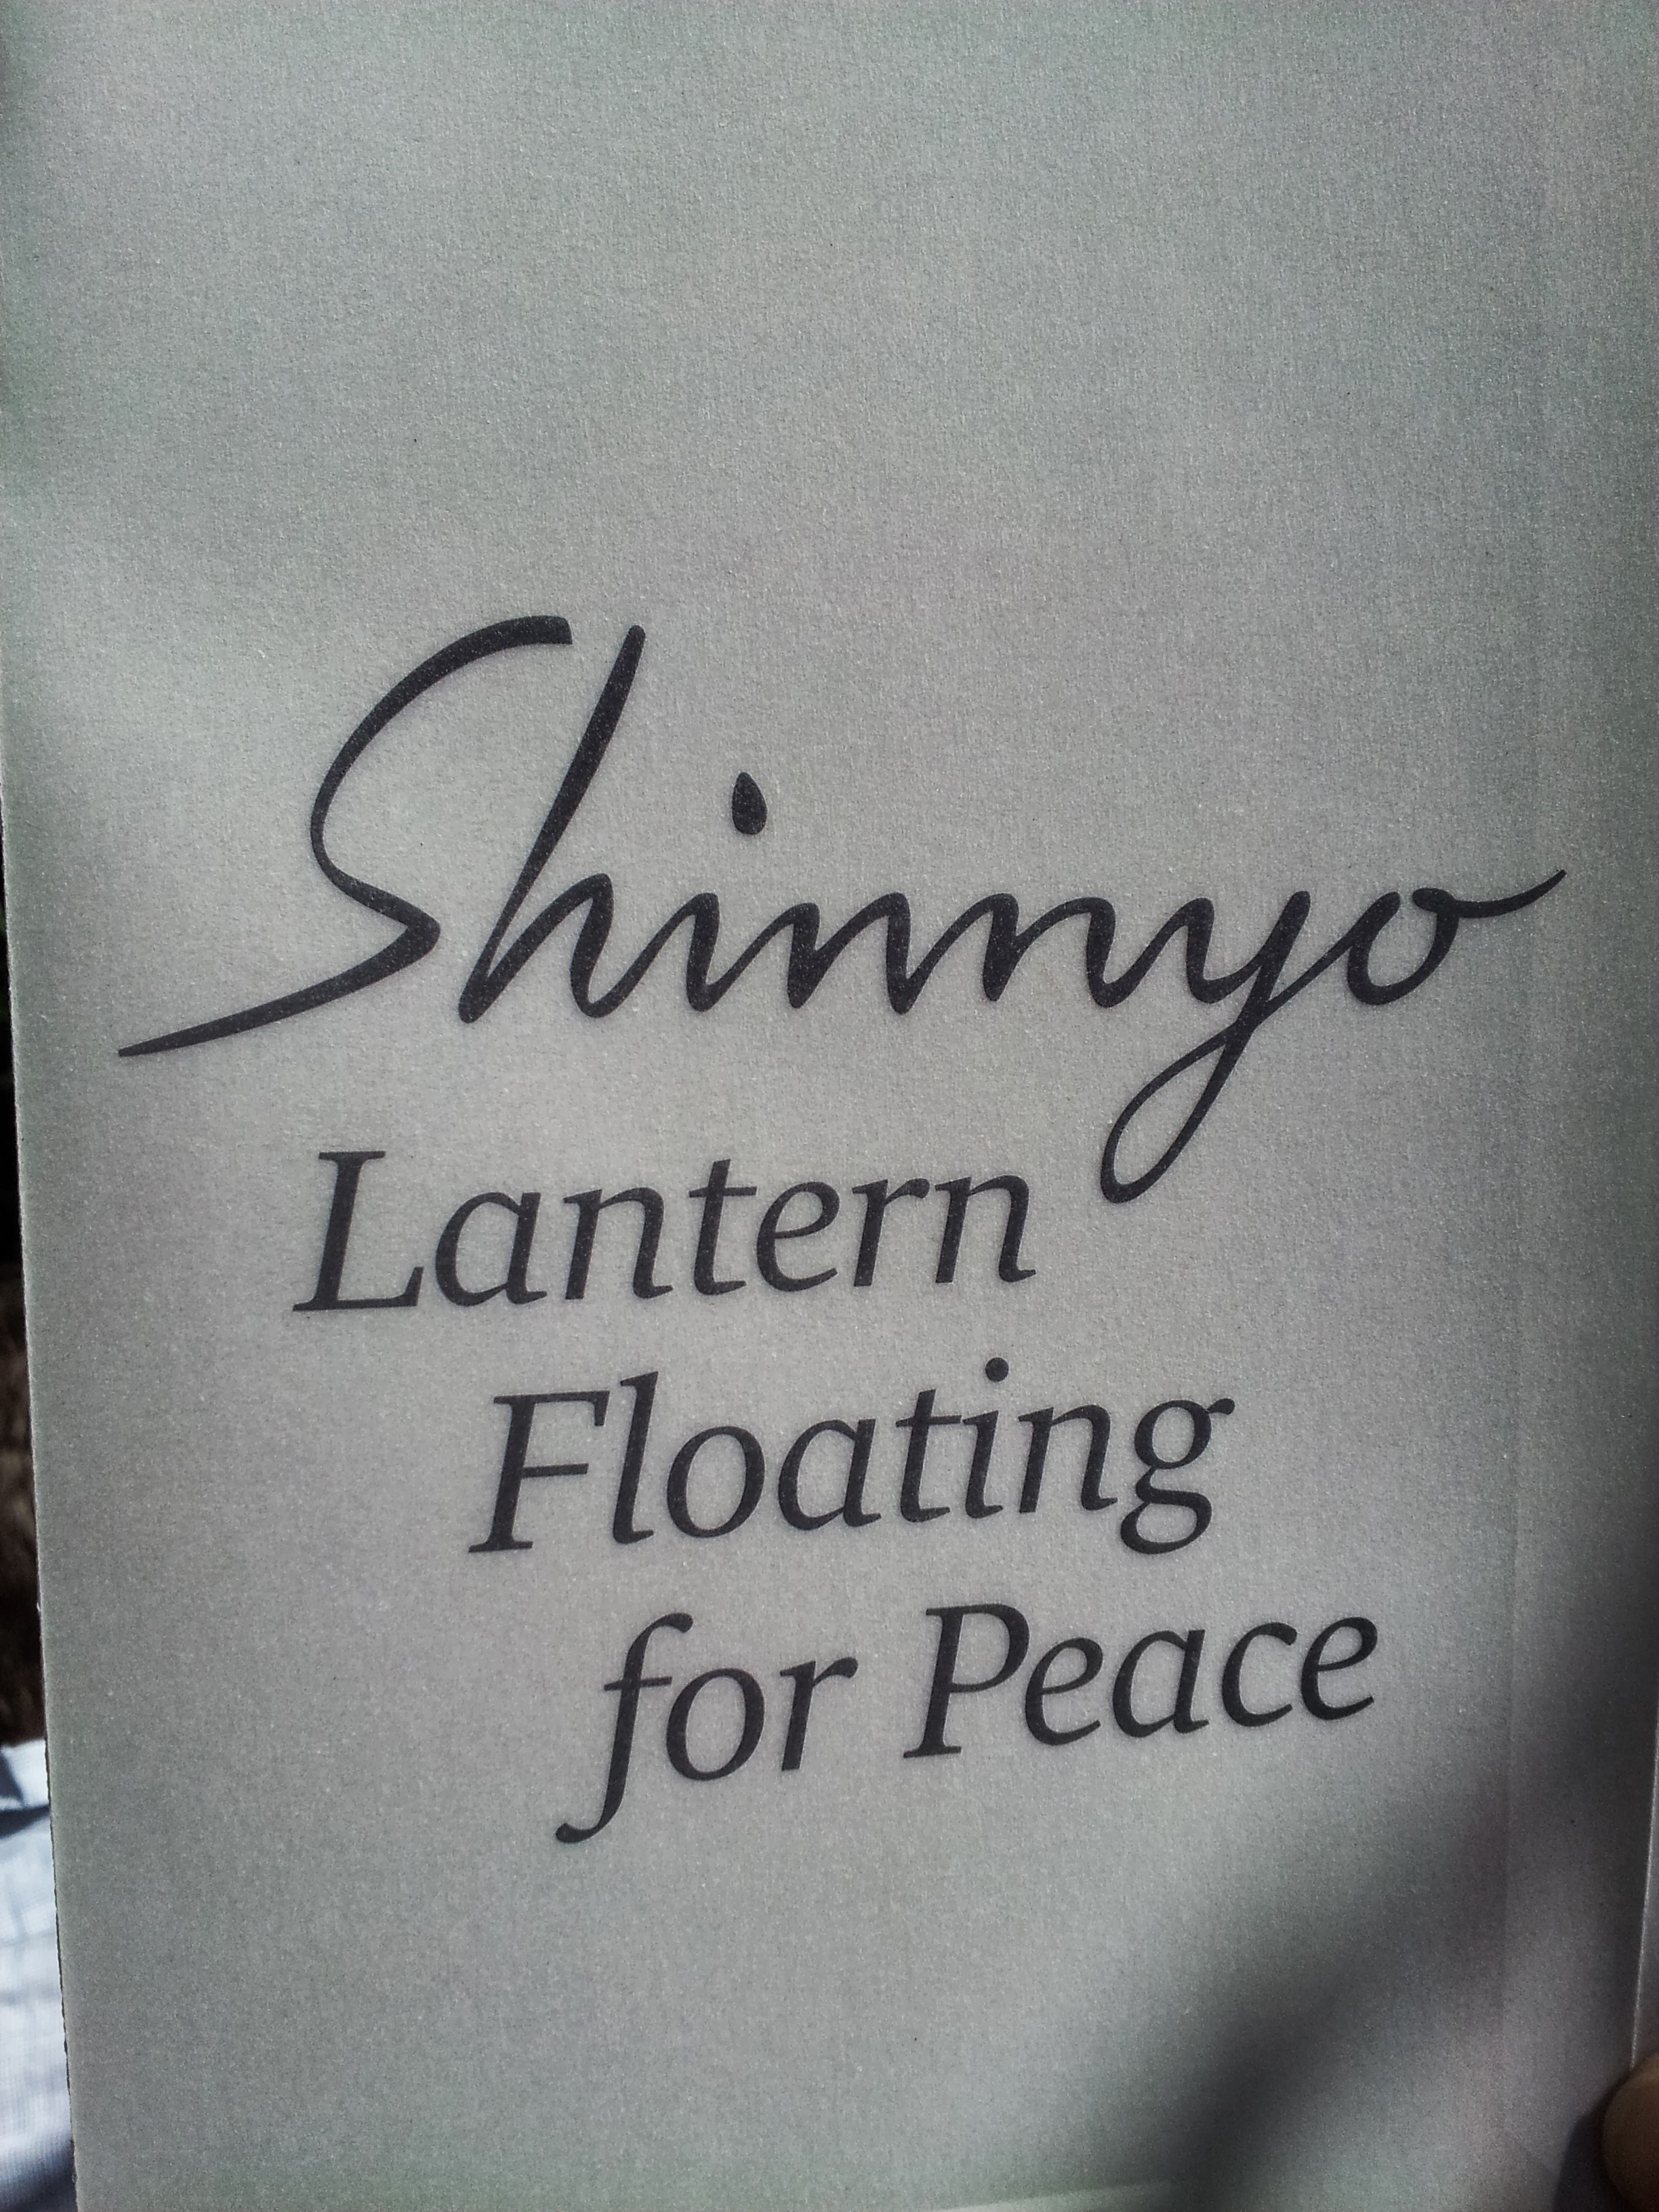 Shinnyo
Lantern
Floating
for Peace